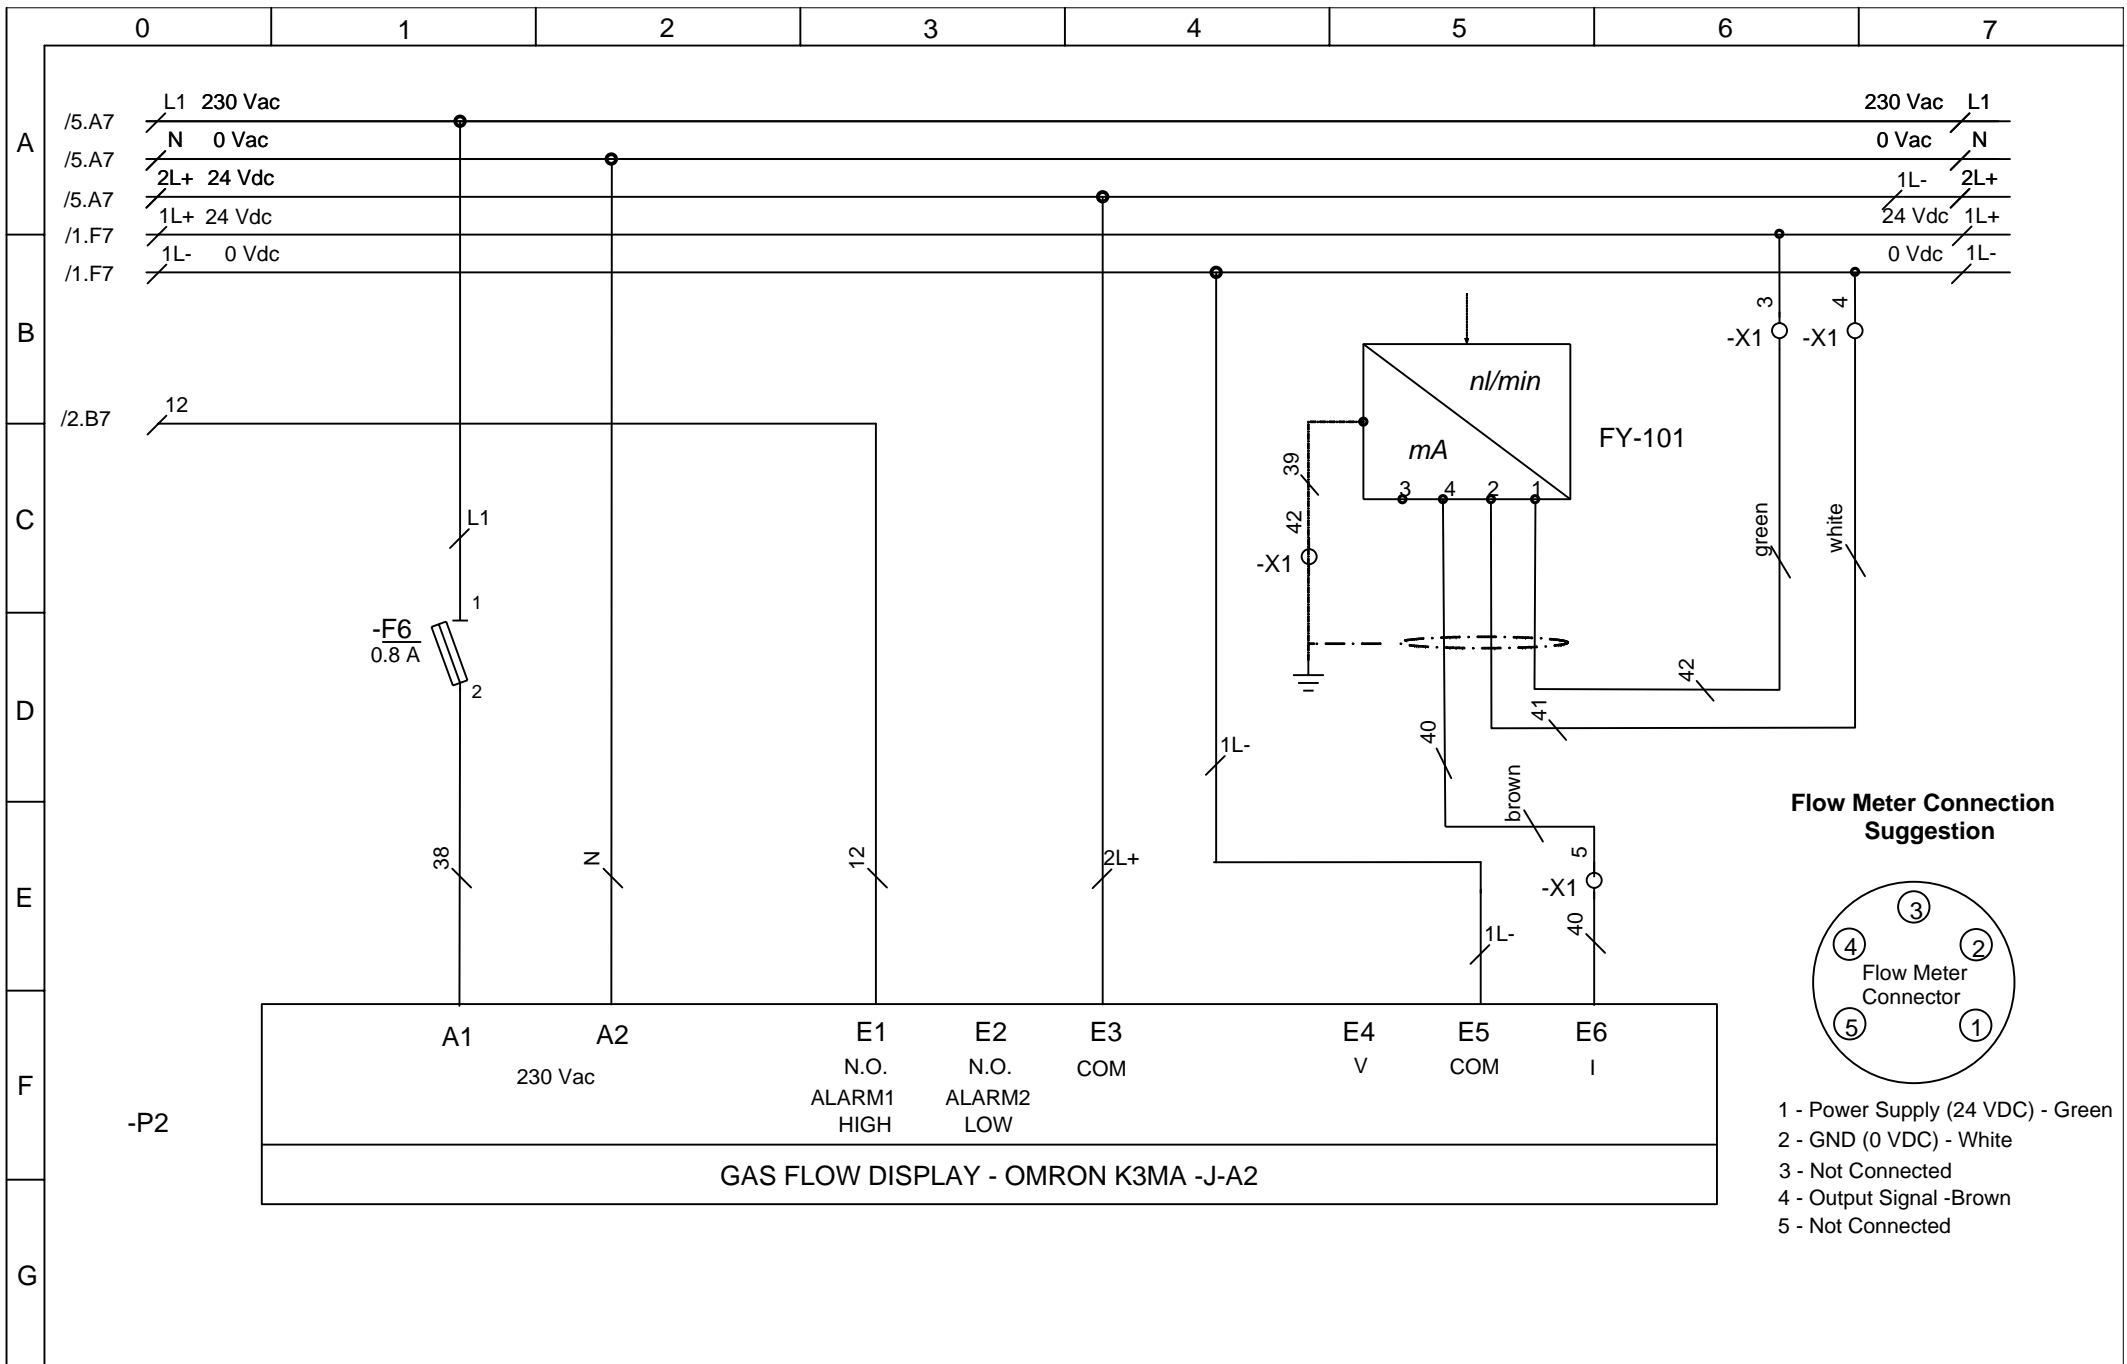 0 1 2 3 4 5 6 7
A
B
C
D
E
F
G
/5.A7 L1 230 Vac 230 Vac L1
/5.A7 N 0 Vac 0 Vac N
/5.A7 2L+ 24 Vdc 1L- 2L+
/1.F7 1L+ 24 Vdc 24 Vdc 1L+
/1.F7 1L- 0 Vdc 0 Vdc 1L-
3 4
-X1 -X1
/2.B7 12
nl/min
mA
FY-101
3 4 2 1
39
42
-X1
green white
L1
1
-F6
0.8 A
2
42
41
40
1L-
brown
5
-X1
40
38 N 12 2L+
1L-
Flow Meter Connection
Suggestion
3
4 2
Flow Meter
Connector
5 1
1 - Power Supply (24 VDC) - Green
2 - GND (0 VDC) - White
3 - Not Connected
4 - Output Signal -Brown
5 - Not Connected
A1 A2 E1 E2 E3 E4 E5 E6
230 Vac N.O. N.O. COM V COM I
ALARM1 ALARM2
HIGH LOW
-P2
GAS FLOW DISPLAY - OMRON K3MA -J-A2